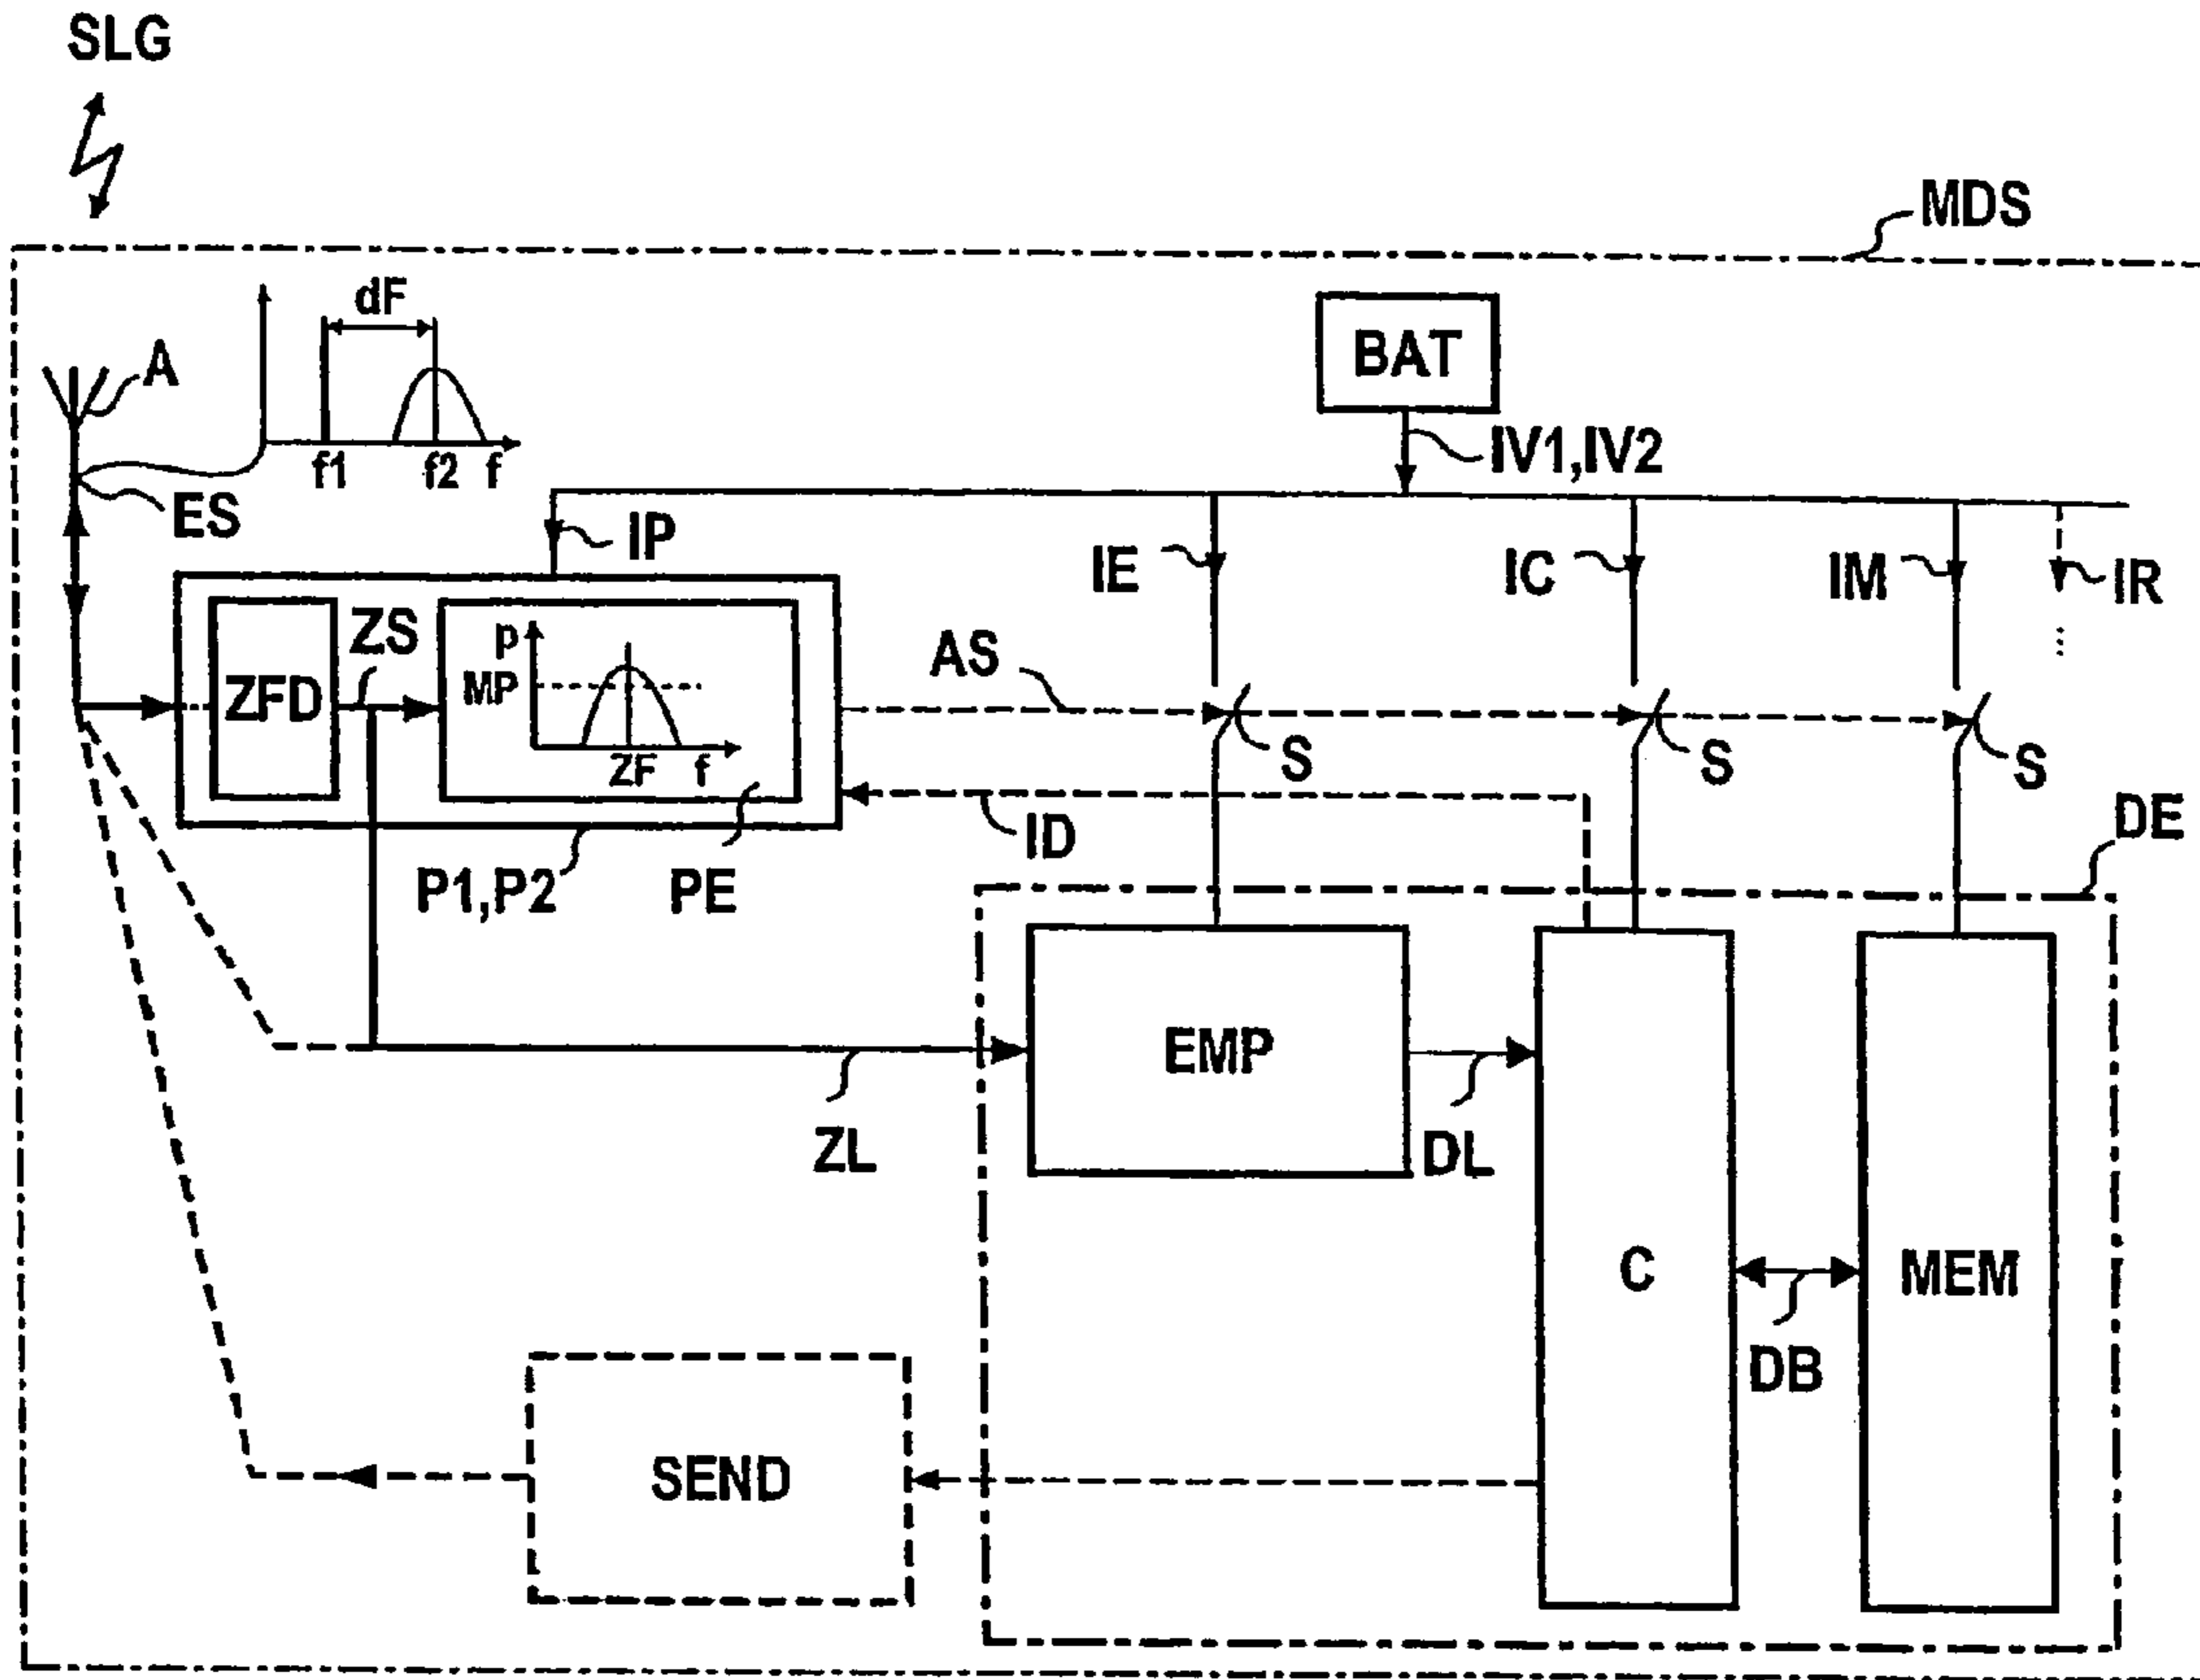 SLG
MDS
dF
A
BAT
f1
f2
f
IV1,IV2
ES
IP
IE
IC
IM
IR
...
ZS
p
AS
ZFD
MP
S
S
S
ZF
f
DE
ID
P1,P2
PE
EMP
ZL
DL
C
MEM
DB
SEND